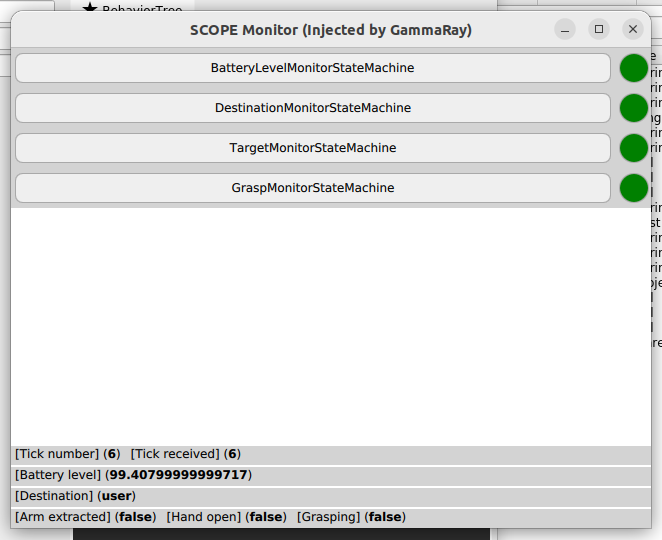 BehaviorTree
SCOPE Monitor (Injected by GammaRay)
BatteryLevelMonitorStateMachine
DestinationMonitorStateMachine
TargetMonitorStateMachine
GraspMonitorStateMachine
[Tick number] (6) [Tick received] (6)
[Battery level] (99.40799999999717)
[Destination] (user)
[Arm extracted] (false) [Hand open] (false) [Grasping] (false)